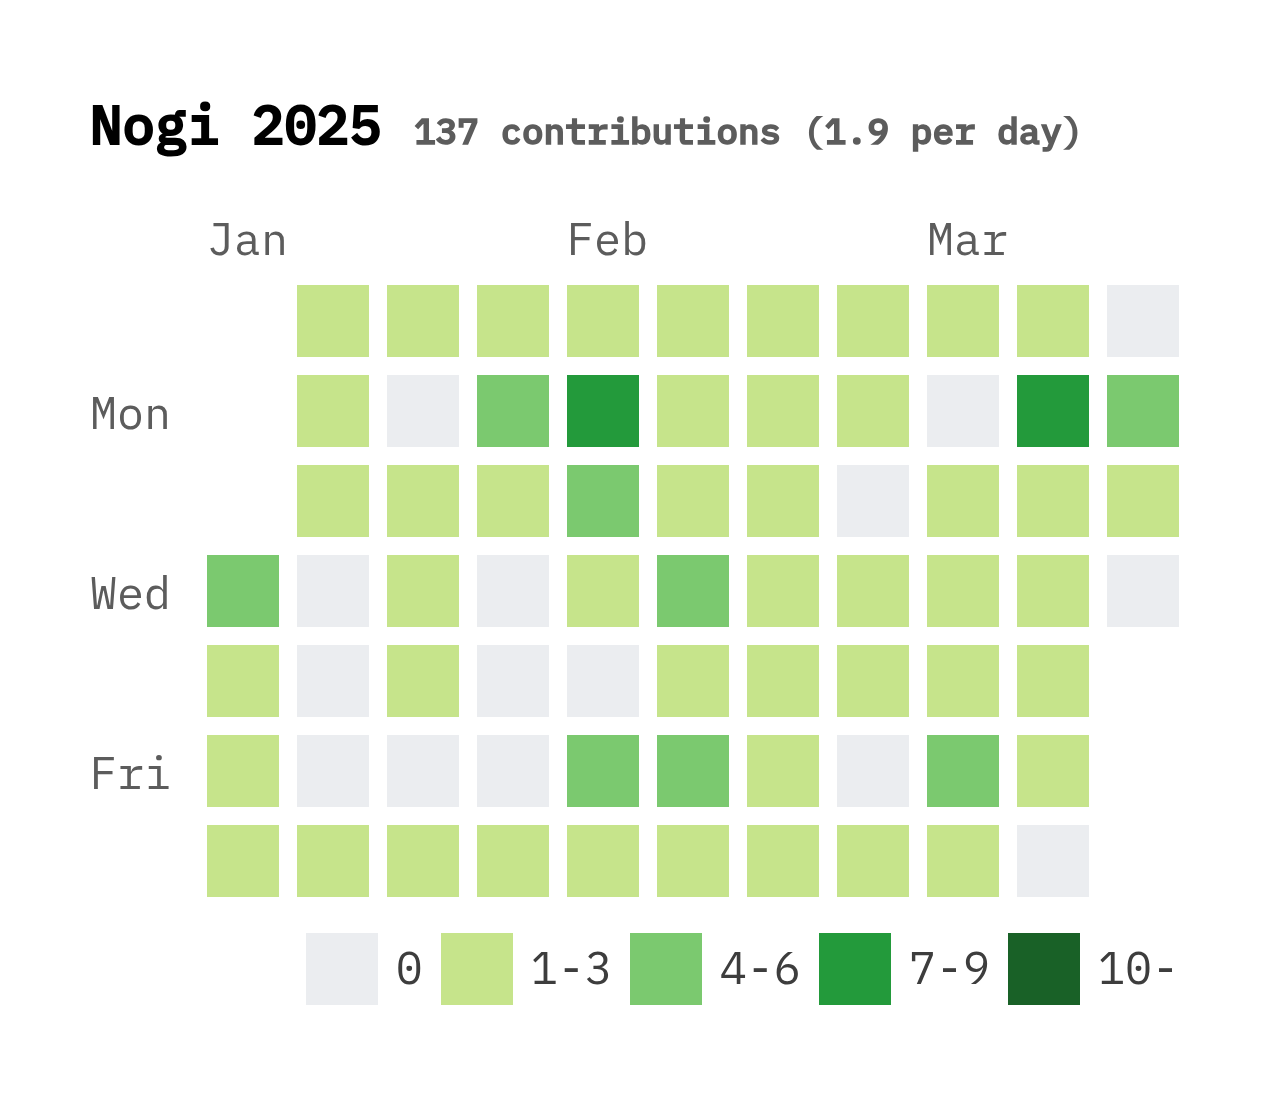 Nogi 2025 137 contributions (1.9 per day)
Jan Feb Mar
Mon
Wed
Fri
0 1-3 4-6 7-9 10-